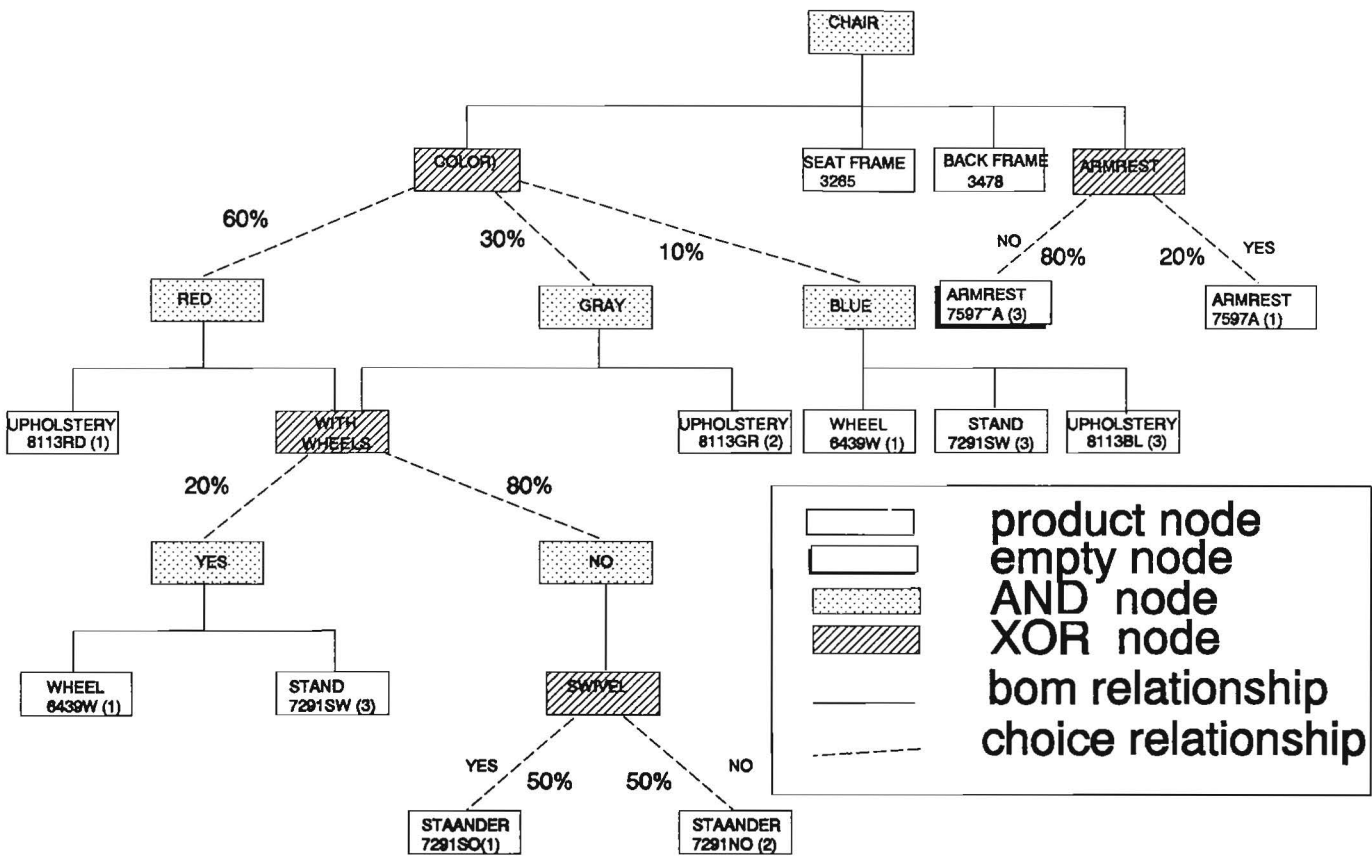 CHAIR
COLOR)
SEAT FRAME
3265
BACK FRAME
3478
ARMREST
60%
30%
10%
NO
80%
20%
YES
RED
GRAY
BLUE
ARMREST
7597~A (3)
ARMREST
7597A (1)
UPHOLSTERY
8113RD (1)
WITH
WHEELS
UPHOLSTERY
8113GR (2)
WHEEL
6439W (1)
STAND
7291SW (3)
UPHOLSTERY
8113BL (3)
20%
80%
YES
NO
WHEEL
6439W (1)
STAND
7291SW (3)
SWIVEL
YES
50%
50%
NO
STAANDER
7291SO(1)
STAANDER
7291NO (2)
product node
empty node
AND node
XOR node
bom relationship
choice relationship